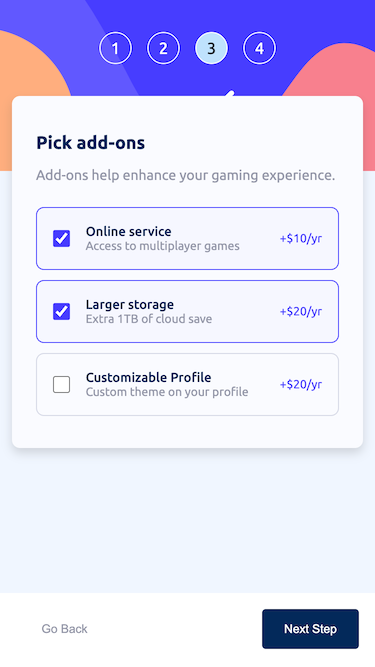 1 2 3 4
Pick add-ons
Add-ons help enhance your gaming experience.
Online service
Access to multiplayer games
+$10/yr
Larger storage
Extra 1TB of cloud save
+$20/yr
Customizable Profile
Custom theme on your profile
+$20/yr
Go Back
Next Step